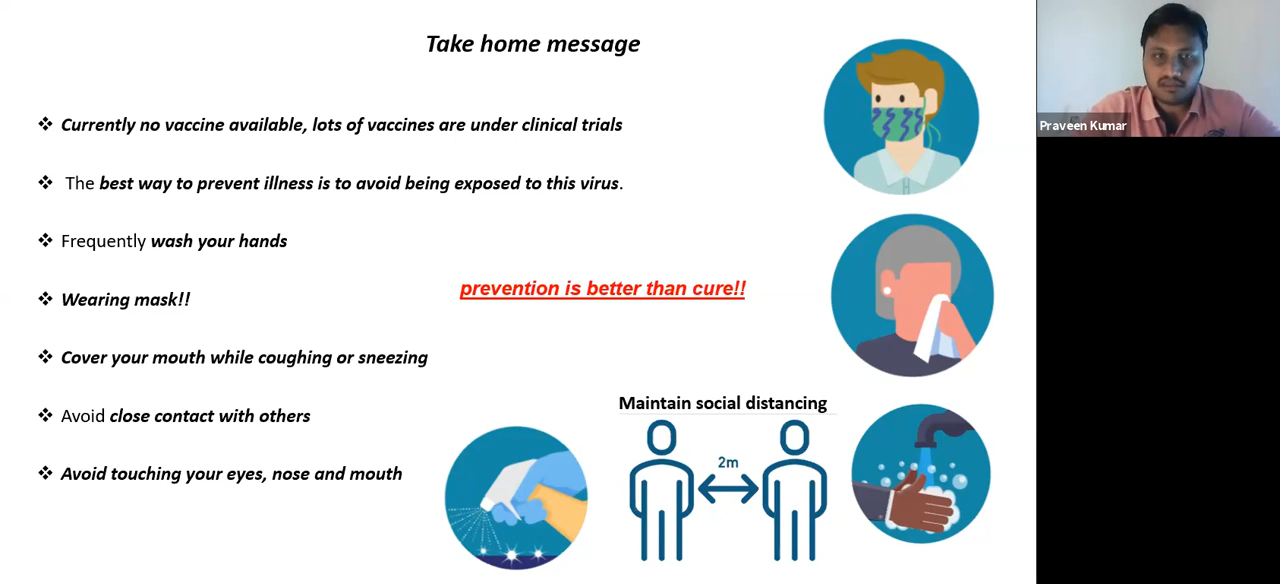 Take home message
❖ Currently no vaccine available, lots of vaccines are under clinical trials
❖ The best way to prevent illness is to avoid being exposed to this virus.
❖ Frequently wash your hands
prevention is better than cure!!
❖ Wearing mask!!
❖ Cover your mouth while coughing or sneezing
Maintain social distancing
❖ Avoid close contact with others
2m
❖ Avoid touching your eyes, nose and mouth
Praveen Kumar